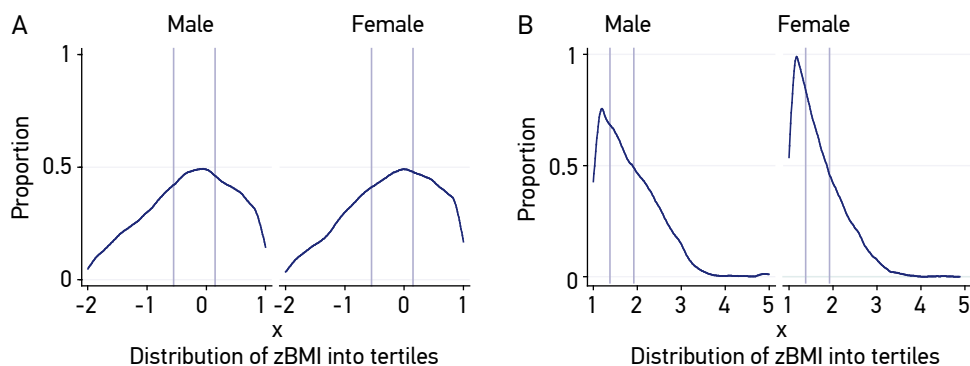 A
Male
Female
1
0.5
0
Proportion
-2 -1 0 1 -2 -1 0 1
x
Distribution of zBMI into tertiles
B
Male
Female
1
0.5
0
Proportion
1 2 3 4 5 1 2 3 4 5
x
Distribution of zBMI into tertiles